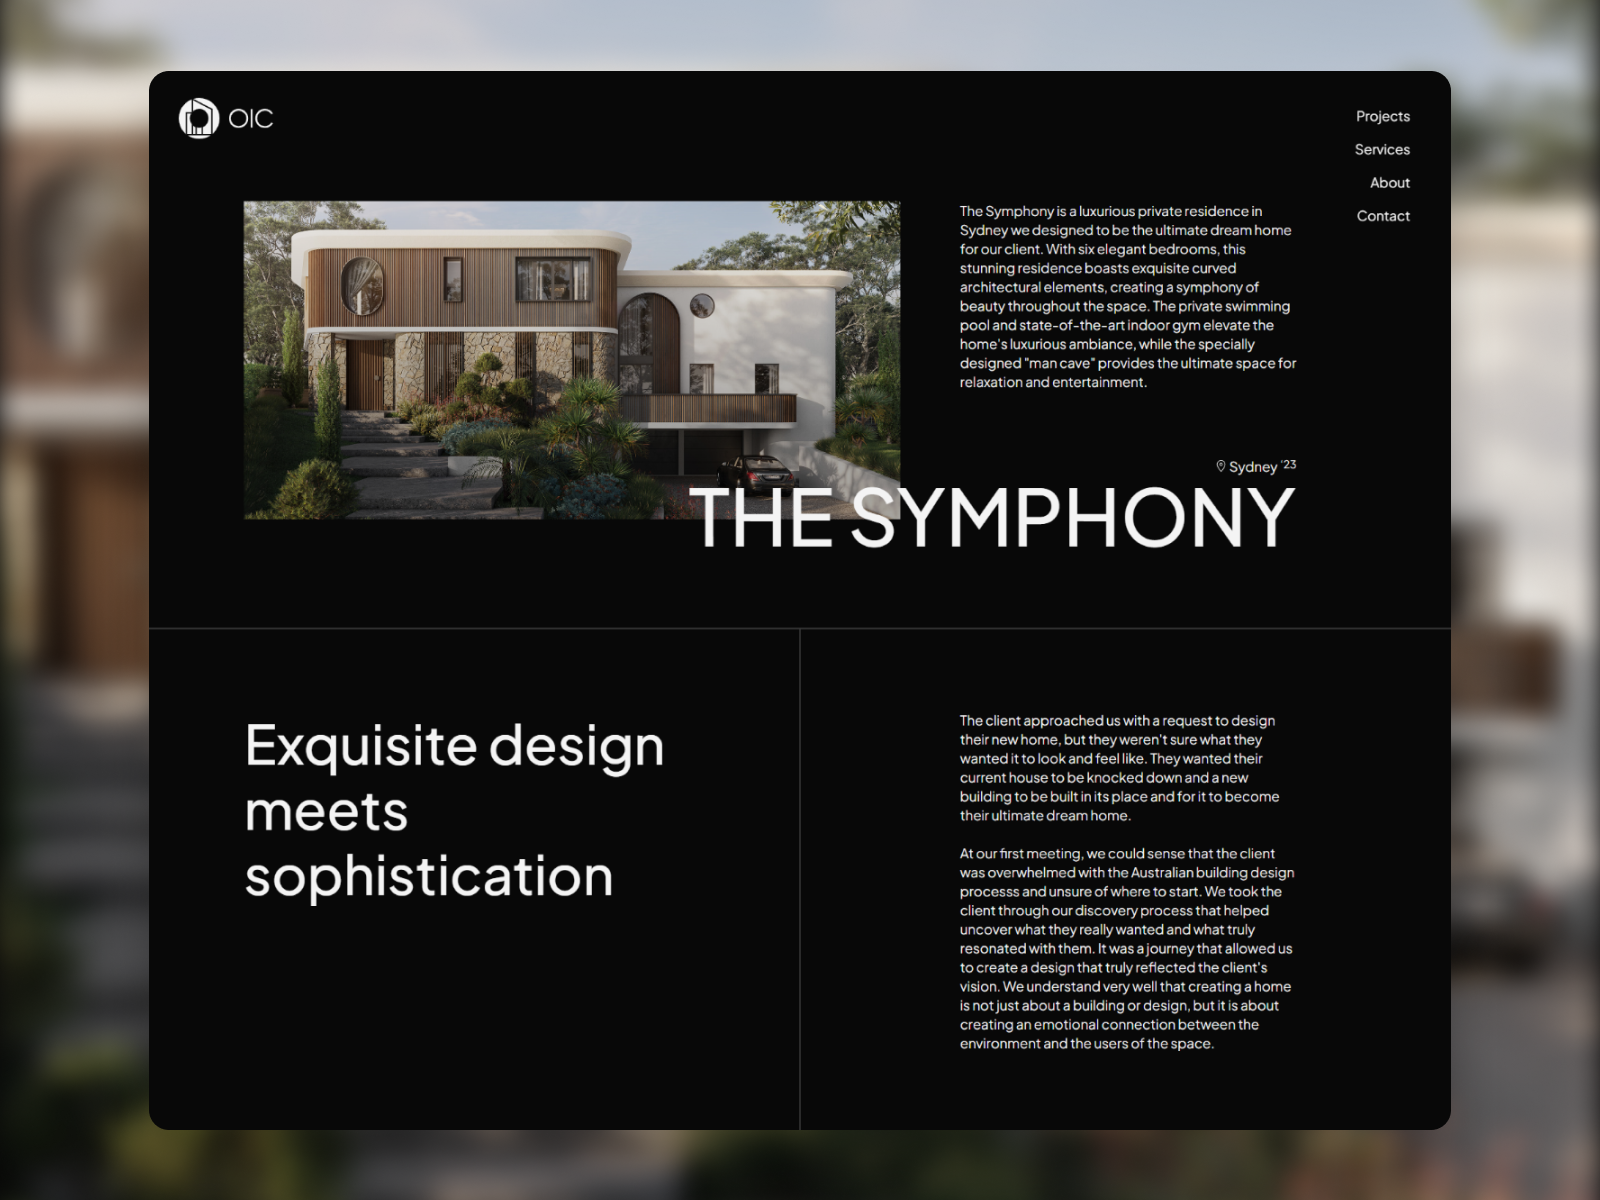 OIC
Projects
Services
About
Contact
The Symphony is a luxurious private residence in
Sydney we designed to be the ultimate dream home
for our client. With six elegant bedrooms, this
stunning residence boasts exquisite curved
architectural elements, creating a symphony of
beauty throughout the space. The private swimming
pool and state-of-the-art indoor gym elevate the
home's luxurious ambiance, while the specially
designed "man cave" provides the ultimate space for
relaxation and entertainment.
Sydney '23
THE SYMPHONY
Exquisite design
meets
sophistication
The client approached us with a request to design
their new home, but they weren't sure what they
wanted it to look and feel like. They wanted their
current house to be knocked down and a new
building to be built in its place and for it to become
their ultimate dream home.
At our first meeting, we could sense that the client
was overwhelmed with the Australian building design
processs and unsure of where to start. We took the
client through our discovery process that helped
uncover what they really wanted and what truly
resonated with them. It was a journey that allowed us
to create a design that truly reflected the client's
vision. We understand very well that creating a home
is not just about a building or design, but it is about
creating an emotional connection between the
environment and the users of the space.